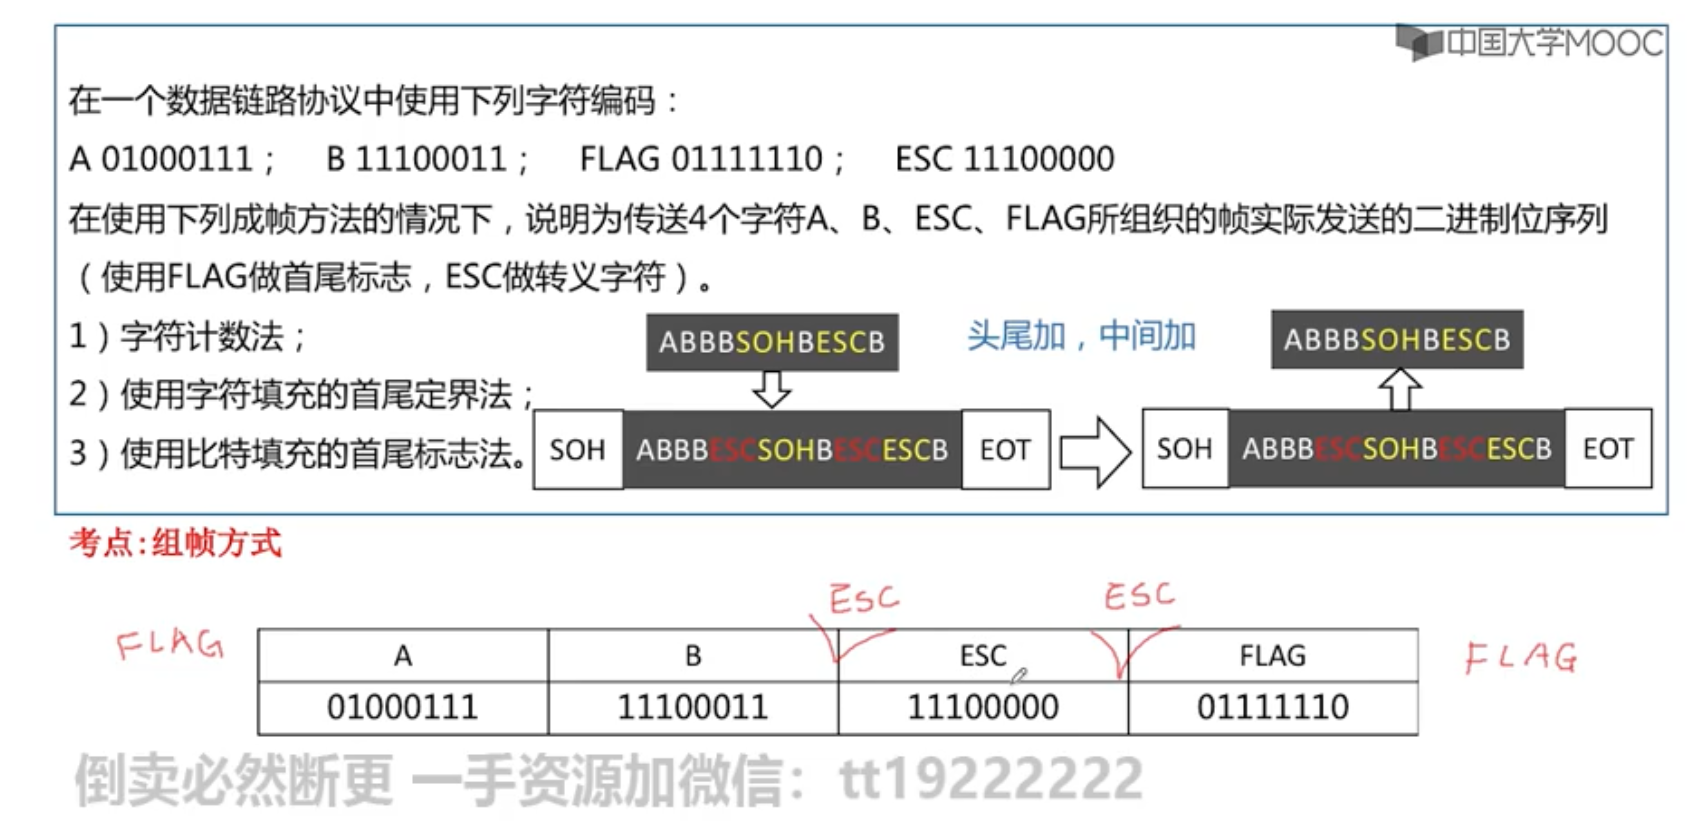 中国大学MOOC
在一个数据链路协议中使用下列字符编码：
A 01000111； B 11100011； FLAG 01111110； ESC 11100000
在使用下列成帧方法的情况下，说明为传送4个字符A、B、ESC、FLAG所组织的帧实际发送的二进制位序列
（使用FLAG做首尾标志，ESC做转义字符）。
1）字符计数法；
ABBBSOHBESCB
头尾加，中间加
ABBBSOHBESCB
2）使用字符填充的首尾定界法；
3）使用比特填充的首尾标志法。
SOH ABBBESCSOHBESCESCB EOT
SOH ABBBESCSOHBESCESCB EOT
考点:组帧方式
ESC ESC
FLAG A B ESC FLAG FLAG
01000111 11100011 11100000 01111110
倒卖必然断更 一手资源加微信：tt19222222